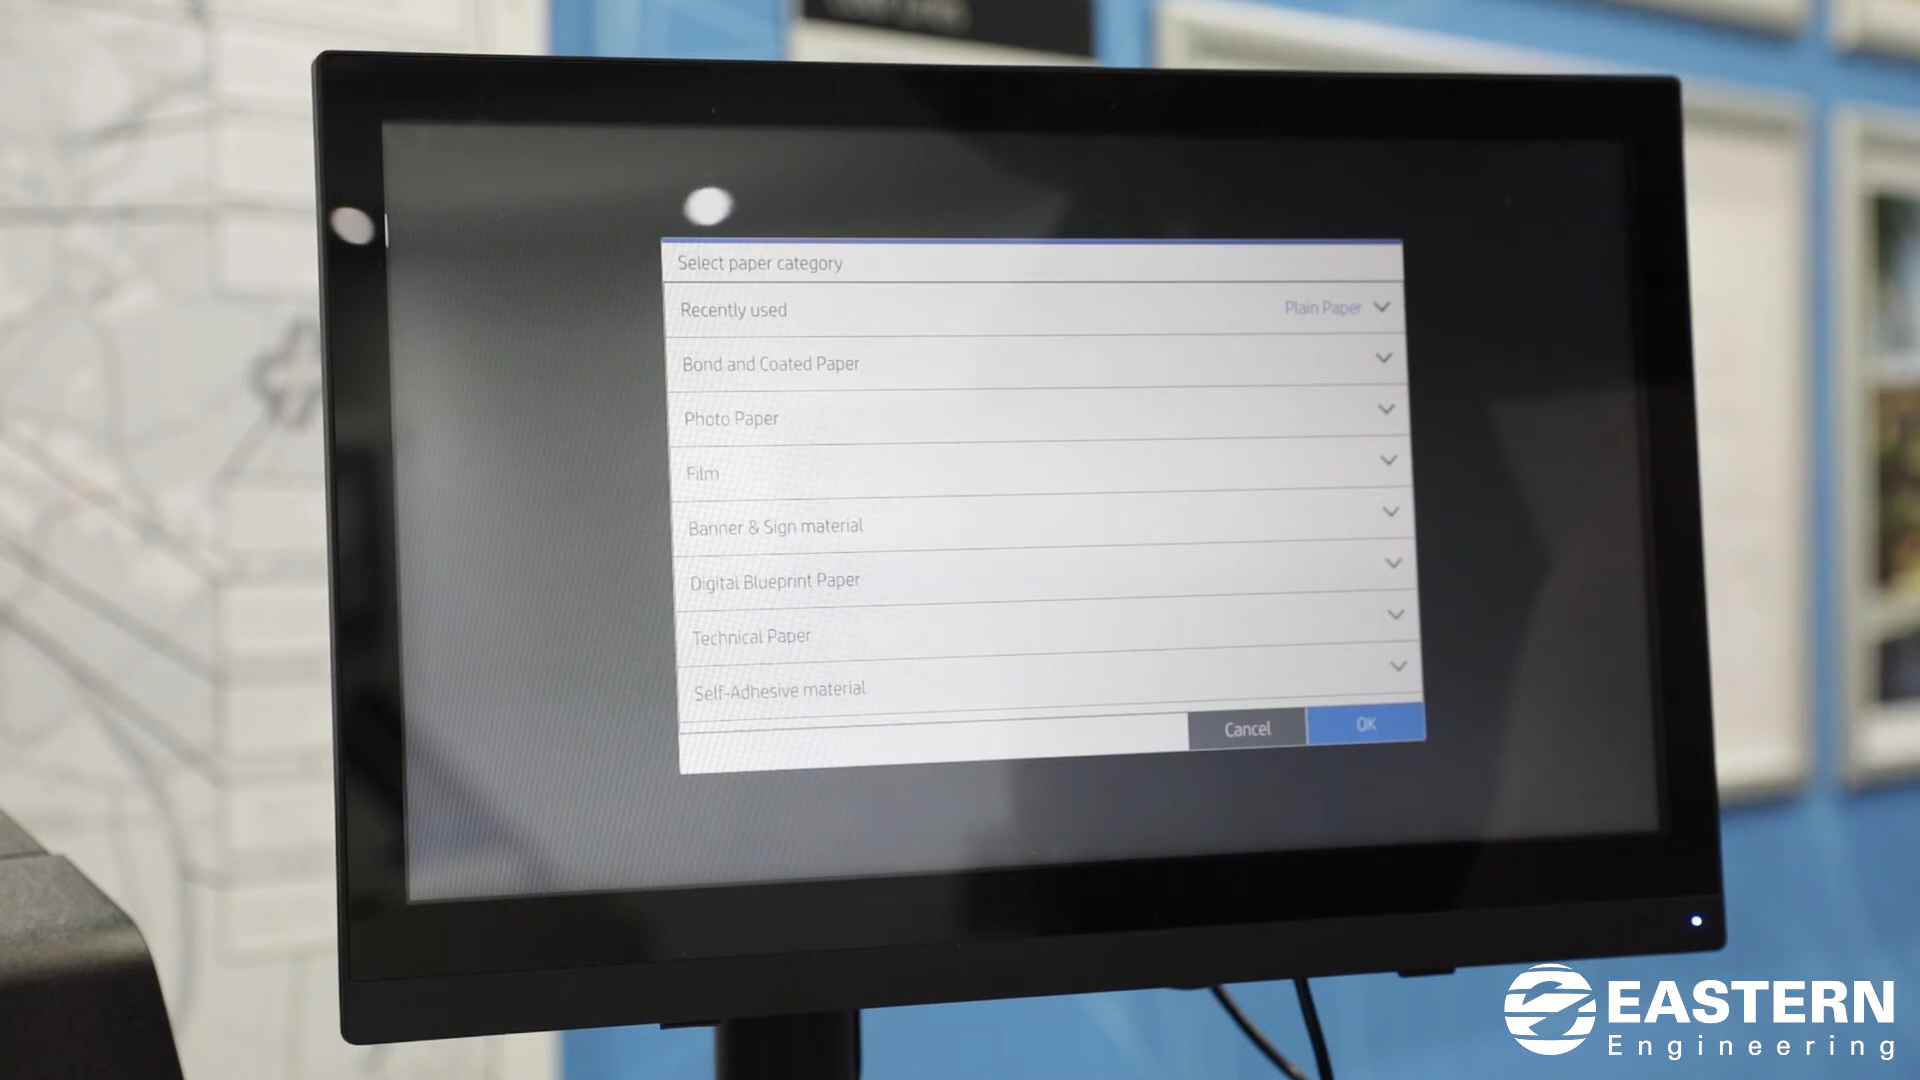 Select paper category
Recently used Plain Paper
Bond and Coated Paper
Photo Paper
Film
Banner & Sign material
Digital Blueprint Paper
Technical Paper
Self-Adhesive material
Cancel OK
EASTERN
Engineering